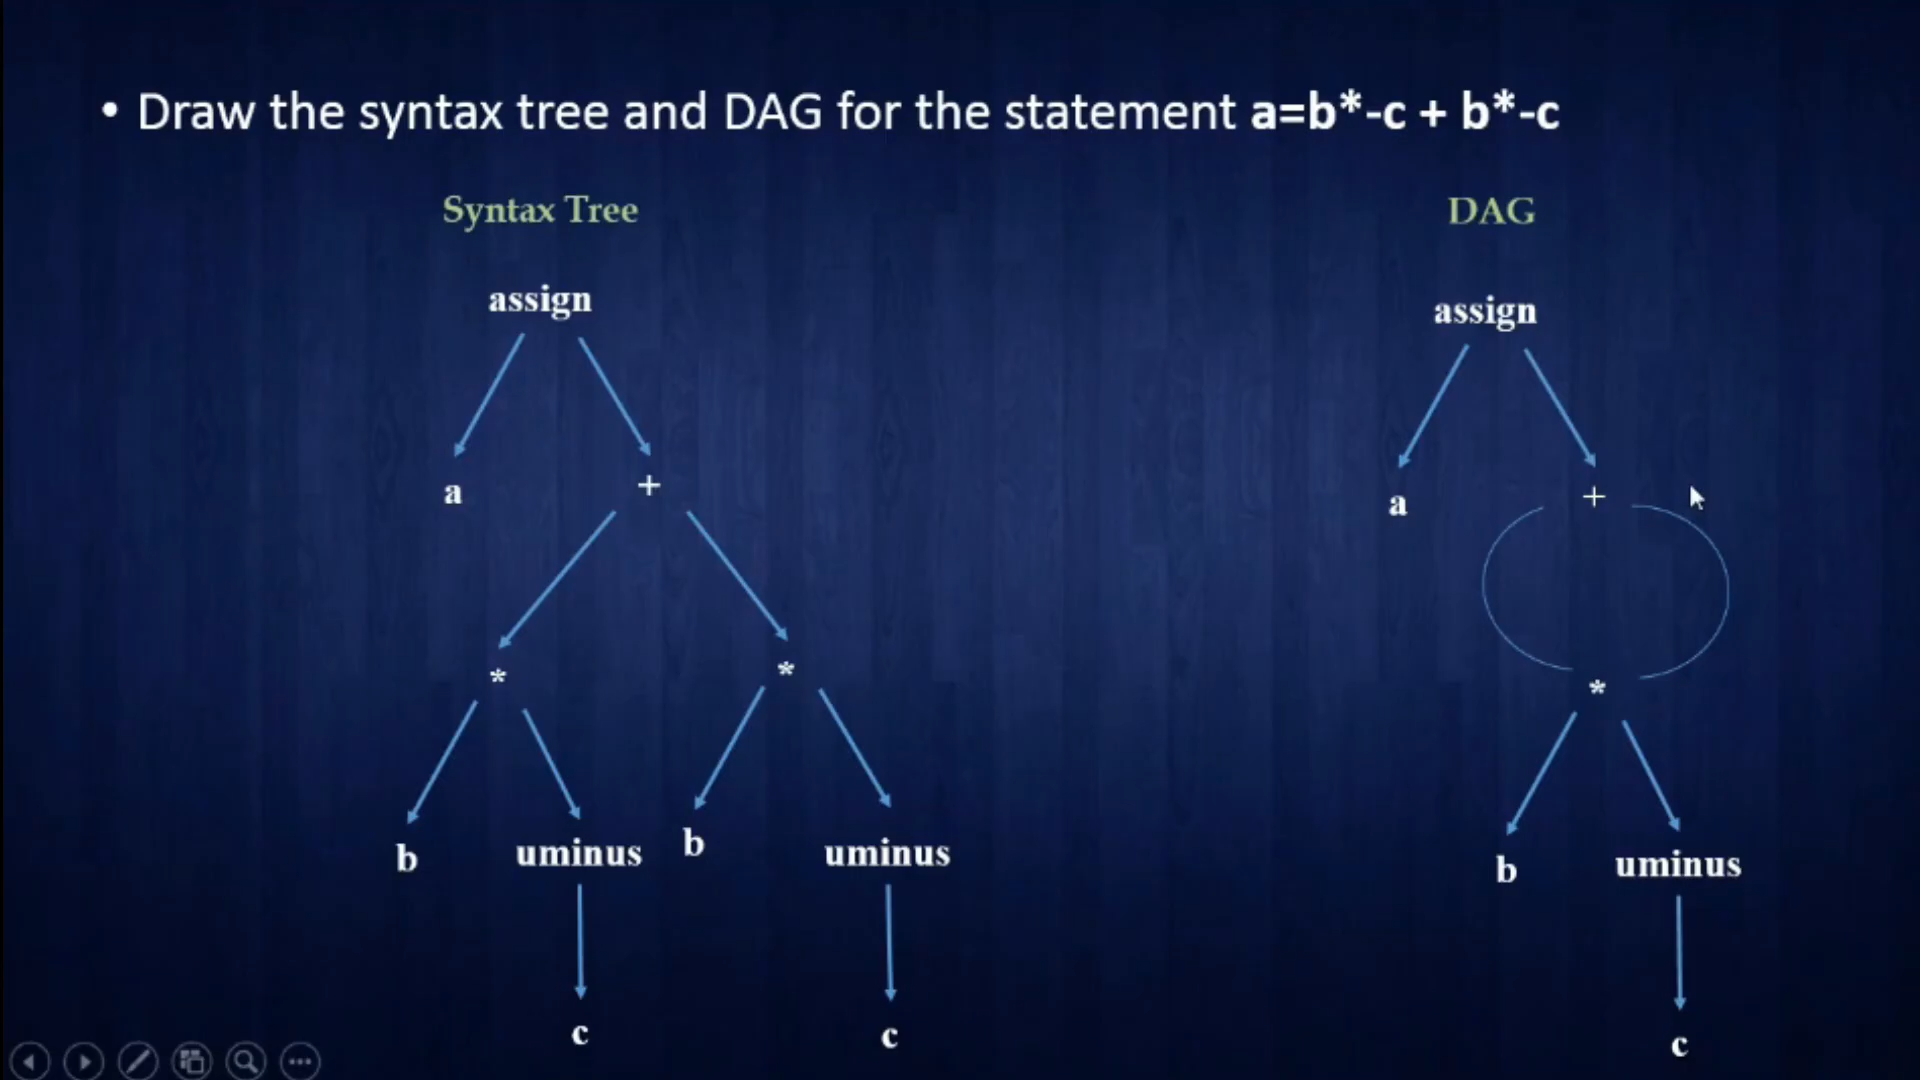 • Draw the syntax tree and DAG for the statement a=b*-c + b*-c
Syntax Tree
DAG
assign
assign
a
+
a
+
*
*
*
b
uminus
b
uminus
b
uminus
c
c
c